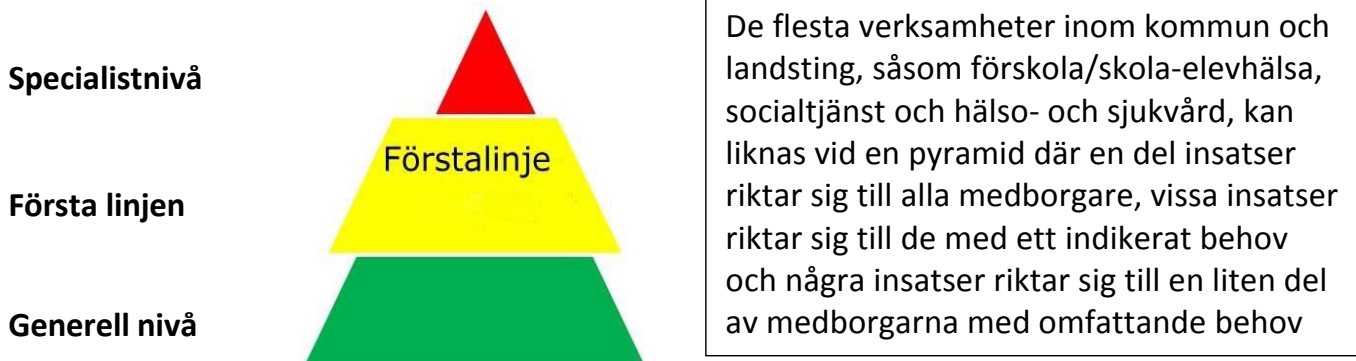 Specialistnivå
Första linjen
Generell nivå
Förstalinje
De flesta verksamheter inom kommun och
landsting, såsom förskola/skola-elevhälsa,
socialtjänst och hälso- och sjukvård, kan
liknas vid en pyramid där en del insatser
riktar sig till alla medborgare, vissa insatser
riktar sig till de med ett indikerat behov
och några insatser riktar sig till en liten del
av medborgarna med omfattande behov